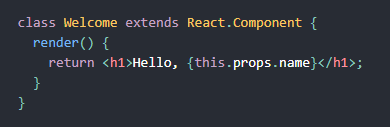 class Welcome extends React.Component {
  render() {
    return <h1>Hello, {this.props.name}</h1>;
  }
}